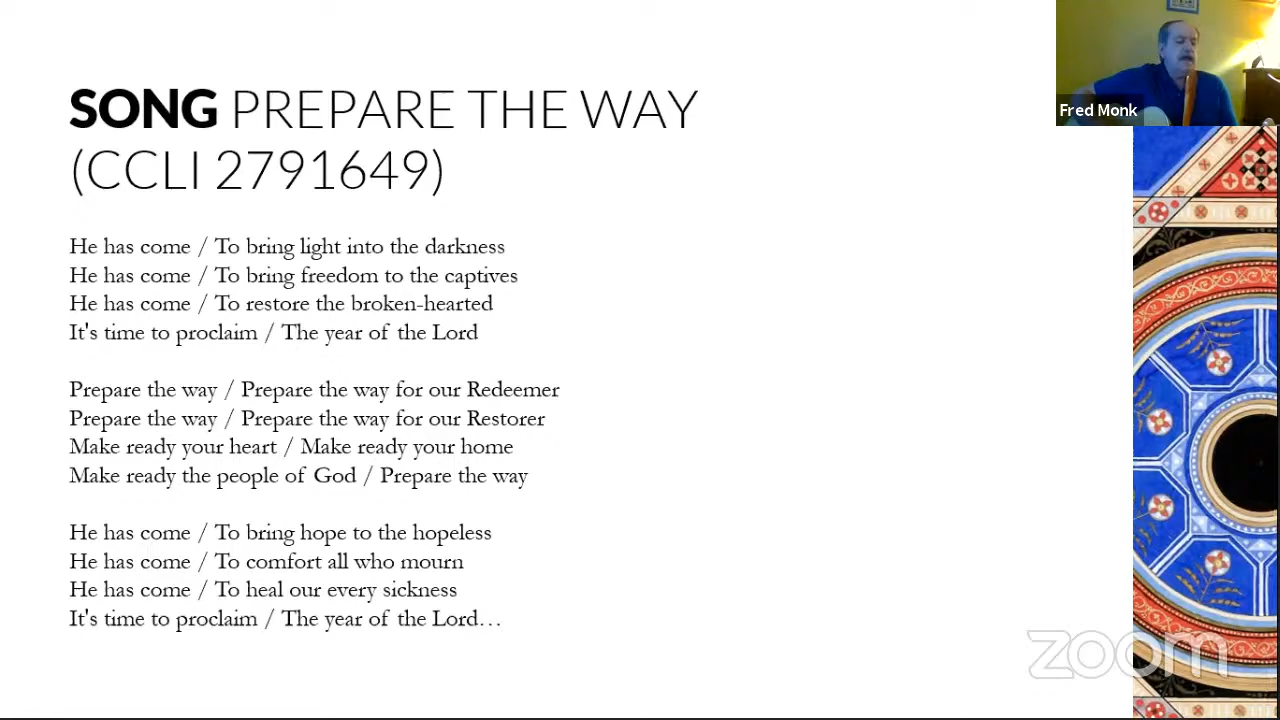 SONG PREPARE THE WAY
(CCLI 2791649)
He has come / To bring light into the darkness
He has come / To bring freedom to the captives
He has come / To restore the broken-hearted
It's time to proclaim / The year of the Lord
Prepare the way / Prepare the way for our Redeemer
Prepare the way / Prepare the way for our Restorer
Make ready your heart / Make ready your home
Make ready the people of God / Prepare the way
He has come / To bring hope to the hopeless
He has come / To comfort all who mourn
He has come / To heal our every sickness
It's time to proclaim / The year of the Lord…
Fred Monk
zoom